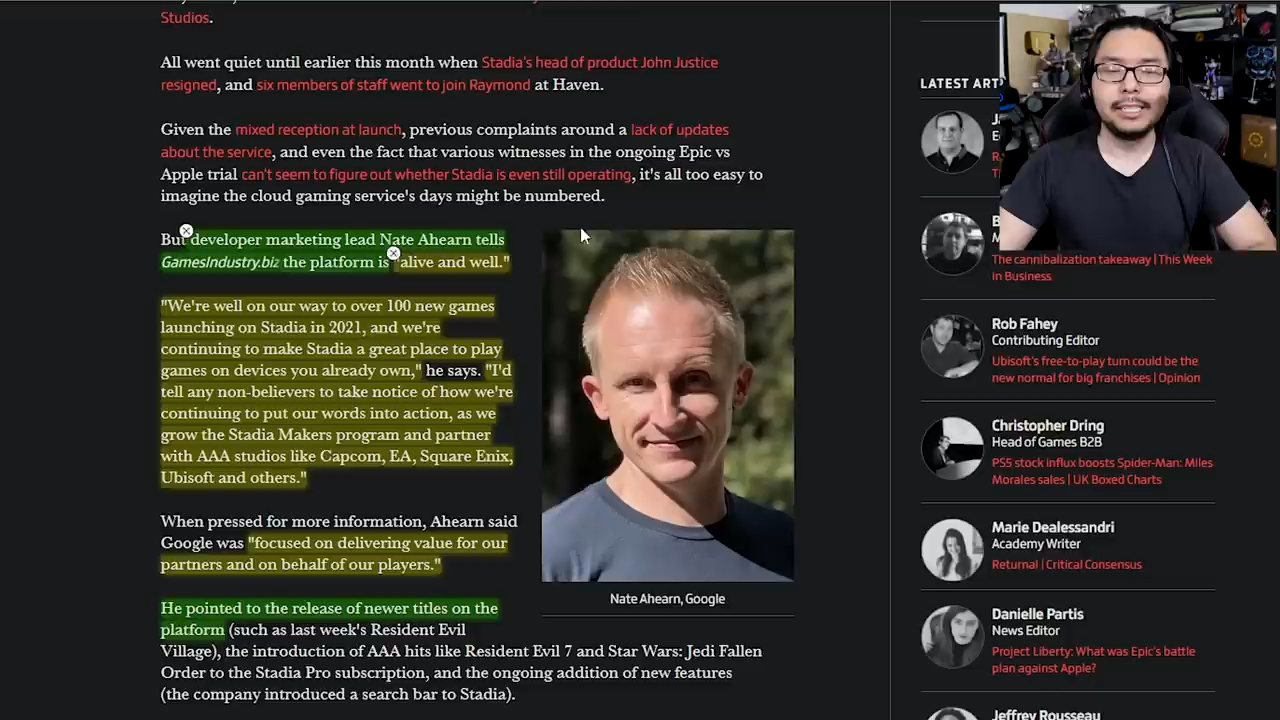 Studios.
All went quiet until earlier this month when Stadia's head of product John Justice
resigned, and six members of staff went to join Raymond at Haven.
Given the mixed reception at launch, previous complaints around a lack of updates
about the service, and even the fact that various witnesses in the ongoing Epic vs
Apple trial can't seem to figure out whether Stadia is even still operating, it's all too easy to
imagine the cloud gaming service's days might be numbered.
But developer marketing lead Nate Ahearn tells
GamesIndustry.biz the platform is "alive and well."
"We're well on our way to over 100 new games
launching on Stadia in 2021, and we're
continuing to make Stadia a great place to play
games on devices you already own," he says. "I'd
tell any non-believers to take notice of how we're
continuing to put our words into action, as we
grow the Stadia Makers program and partner
with AAA studios like Capcom, EA, Square Enix,
Ubisoft and others."
When pressed for more information, Ahearn said
Google was "focused on delivering value for our
partners and on behalf of our players."
He pointed to the release of newer titles on the
platform (such as last week's Resident Evil
Village), the introduction of AAA hits like Resident Evil 7 and Star Wars: Jedi Fallen
Order to the Stadia Pro subscription, and the ongoing addition of new features
(the company introduced a search bar to Stadia).
Nate Ahearn, Google
LATEST ART
The cannibalization takeaway | This Week
in Business
Rob Fahey
Contributing Editor
Ubisoft's free-to-play turn could be the
new normal for big franchises | Opinion
Christopher Dring
Head of Games B2B
PS5 stock influx boosts Spider-Man: Miles
Morales sales | UK Boxed Charts
Marie Dealessandri
Academy Writer
Returnal | Critical Consensus
Danielle Partis
News Editor
Project Liberty: What was Epic's battle
plan against Apple?
Jeffrey Rousseau